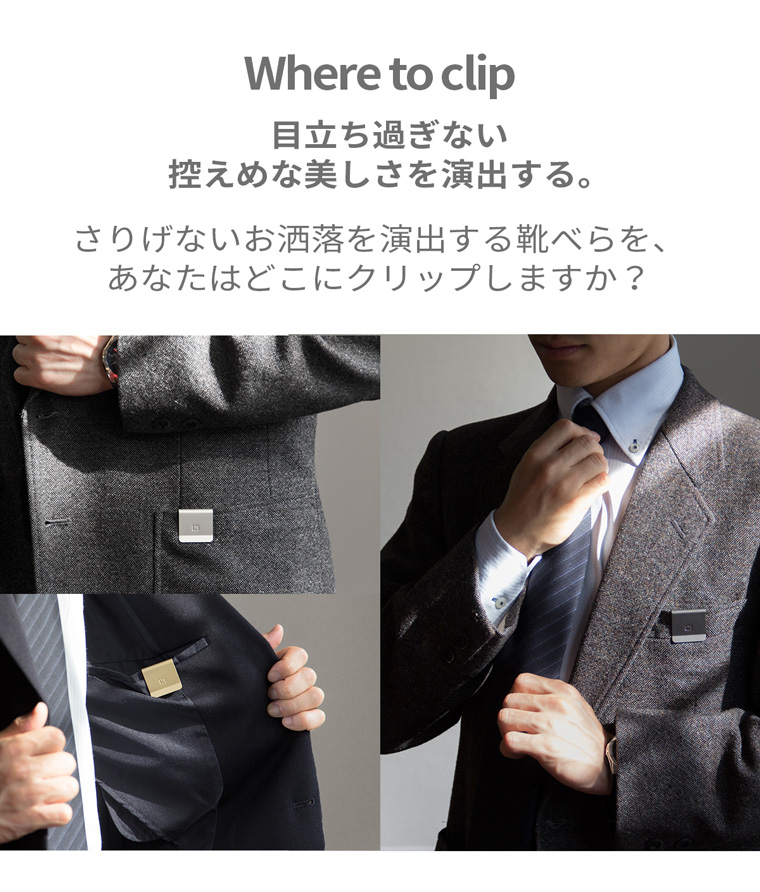 Where to clip
目立ち過ぎない
控えめな美しさを演出する。
さりげないお洒落を演出する靴べらを、
あなたはどこにクリップしますか？